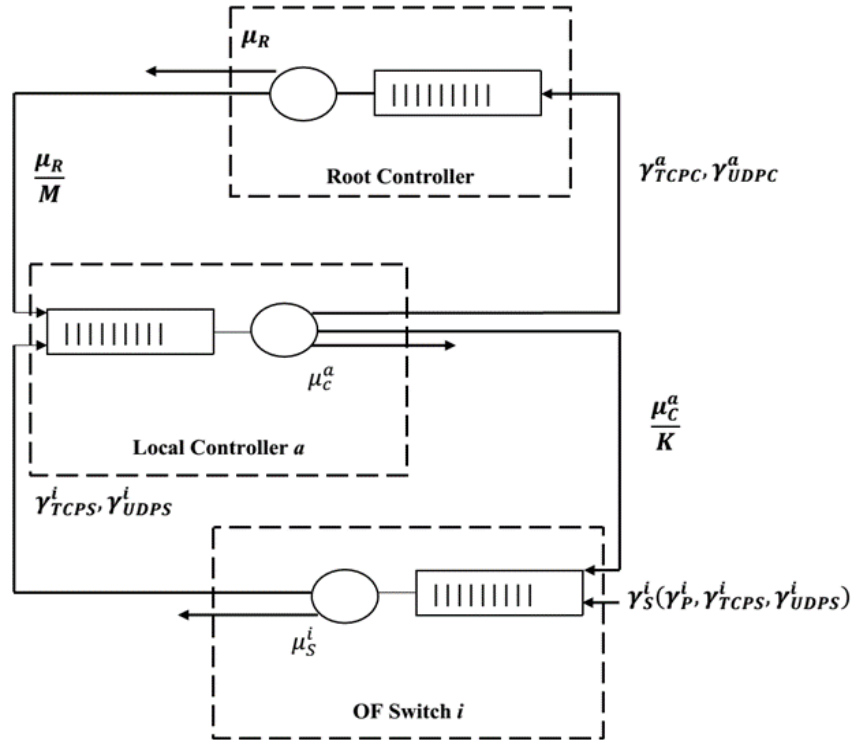 μ_R
μ_R/M
Root Controller
γ^a_TCPC, γ^a_UDPC
μ^a_c
Local Controller a
μ^a_C/K
γ^i_TCPS, γ^i_UDPS
γ^i_S(γ^i_P, γ^i_TCPS, γ^i_UDPS)
μ^i_S
OF Switch i